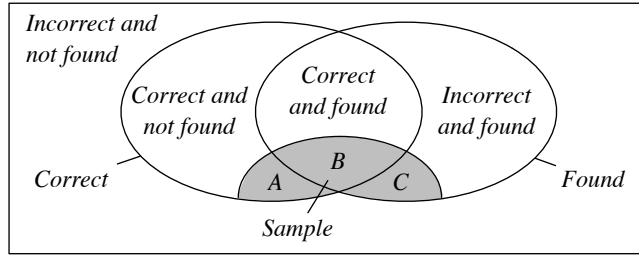 Incorrect and
not found
Correct and
not found
Correct
and found
Incorrect
and found
A
B
C
Correct
Found
Sample